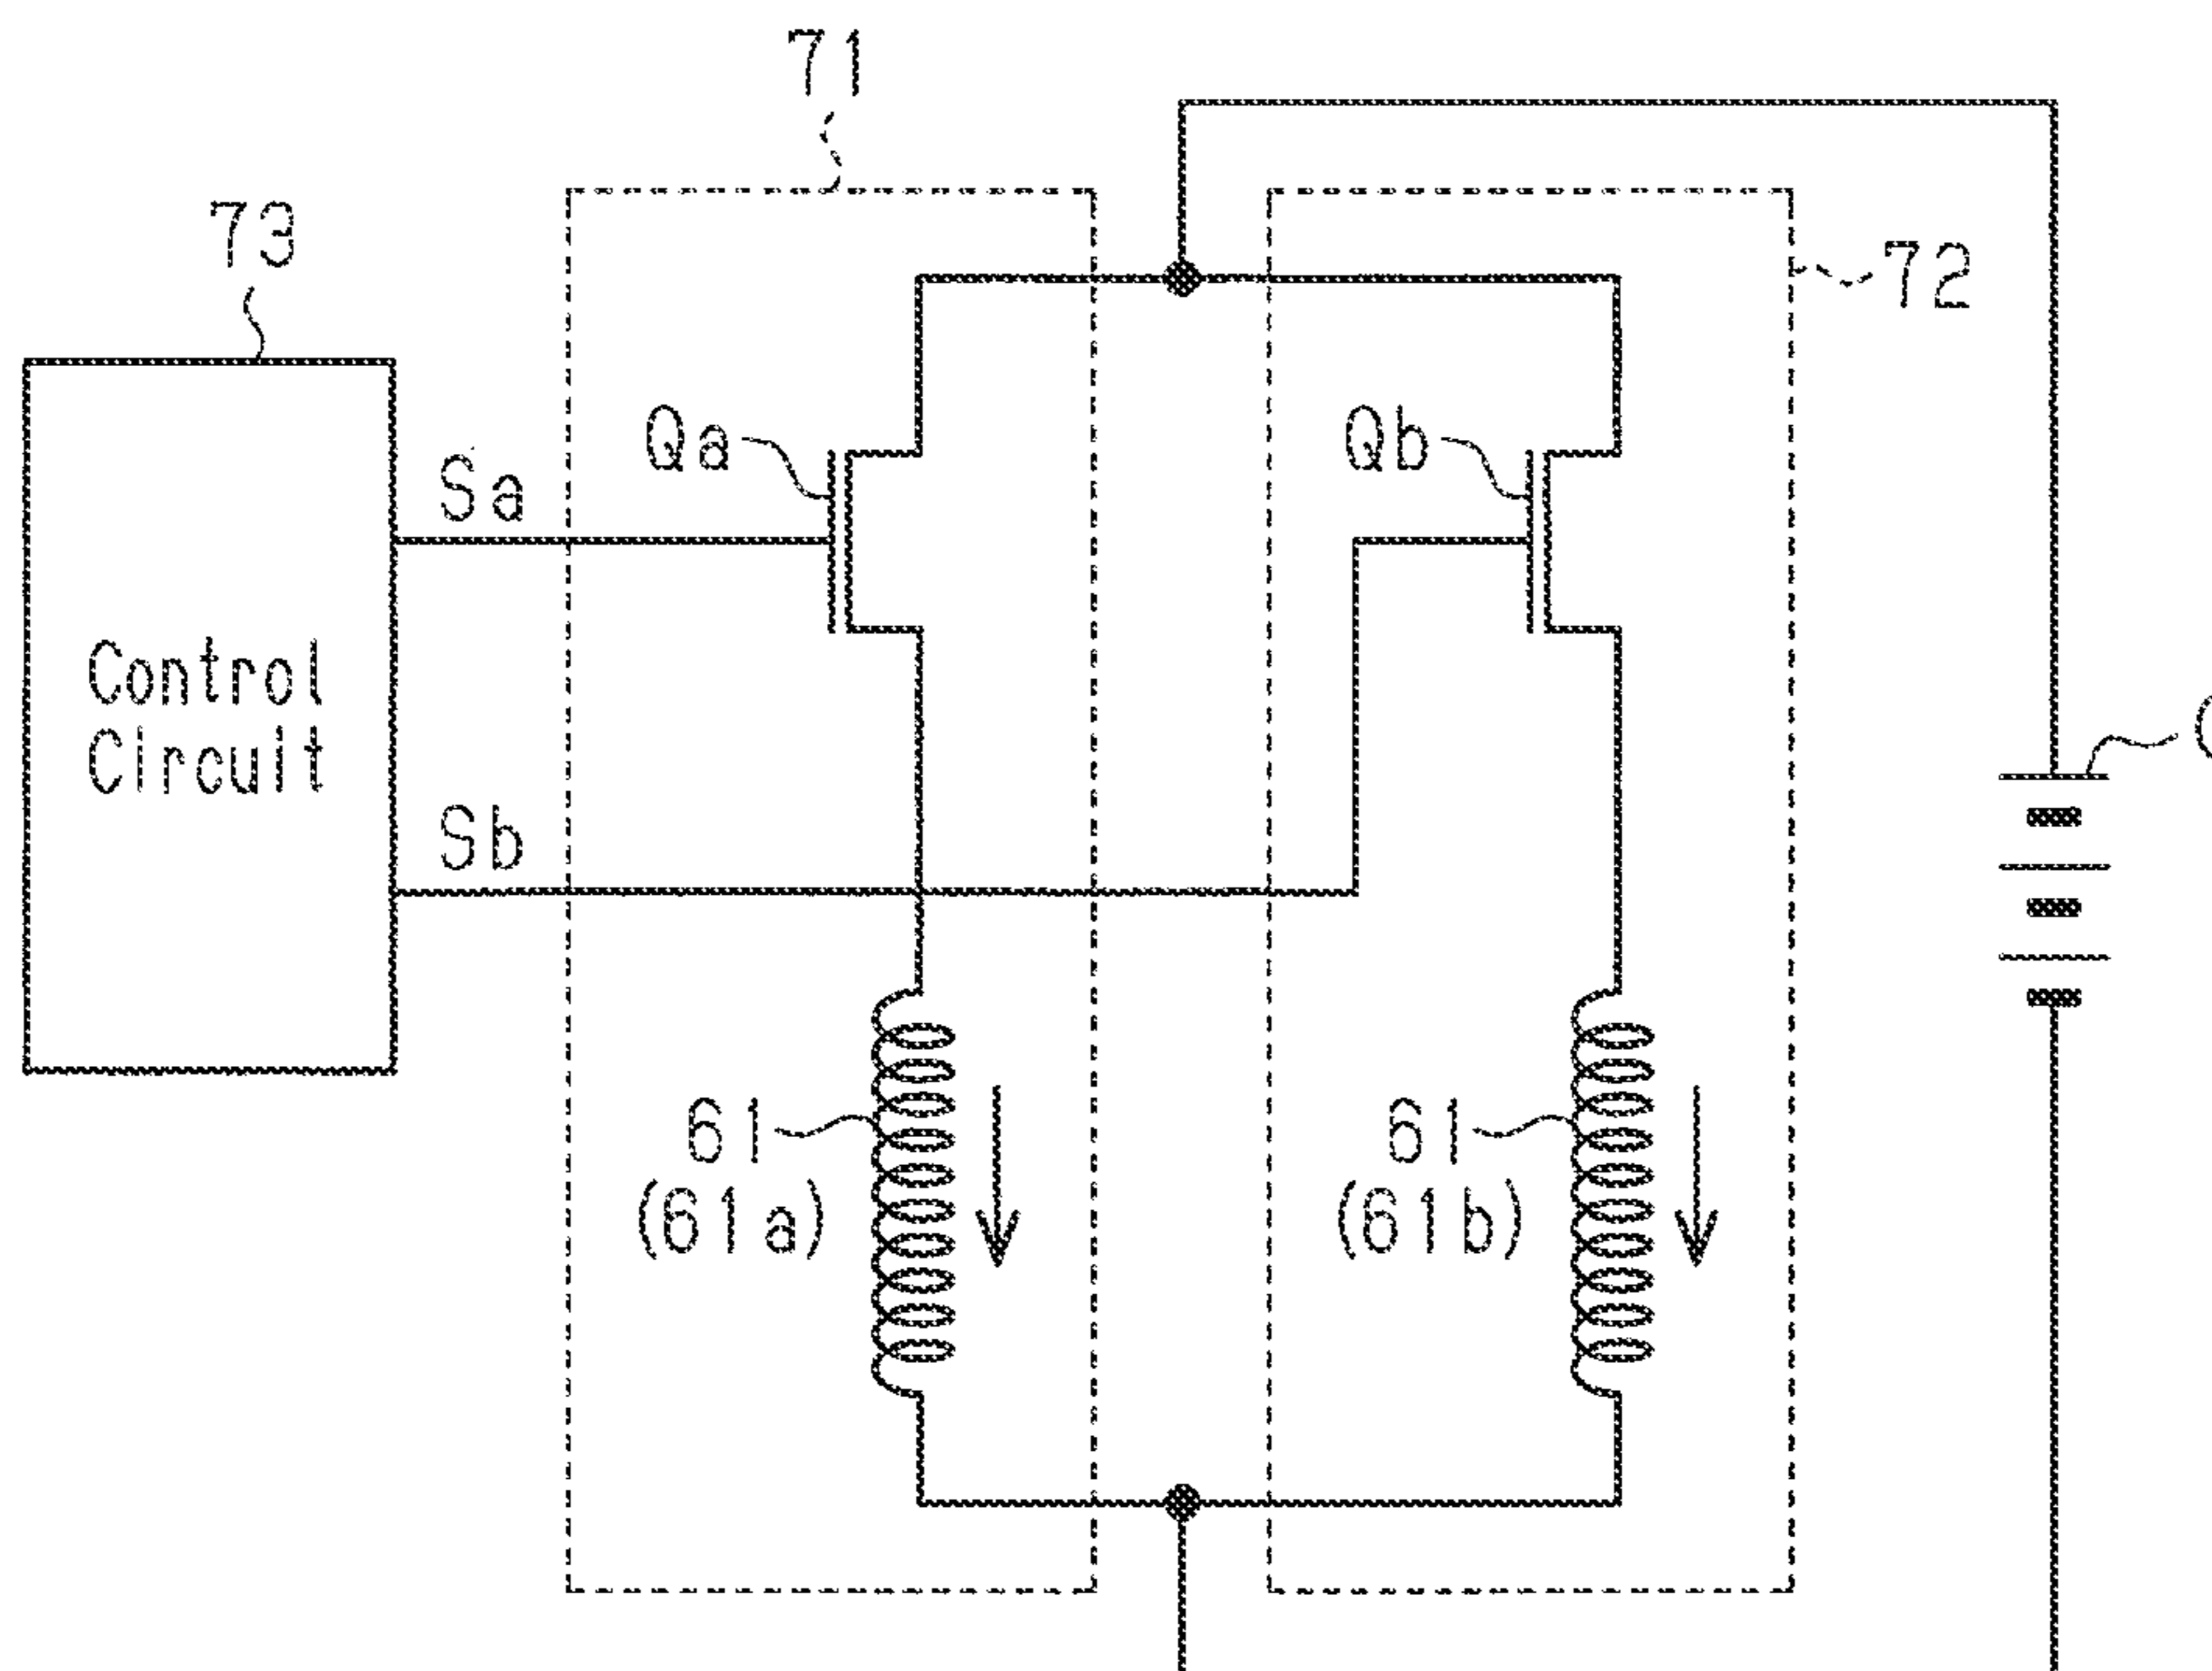 71
73
72
Qa
Qb
Sa
Control
Circuit
Sb
61
(61a)
61
(61b)